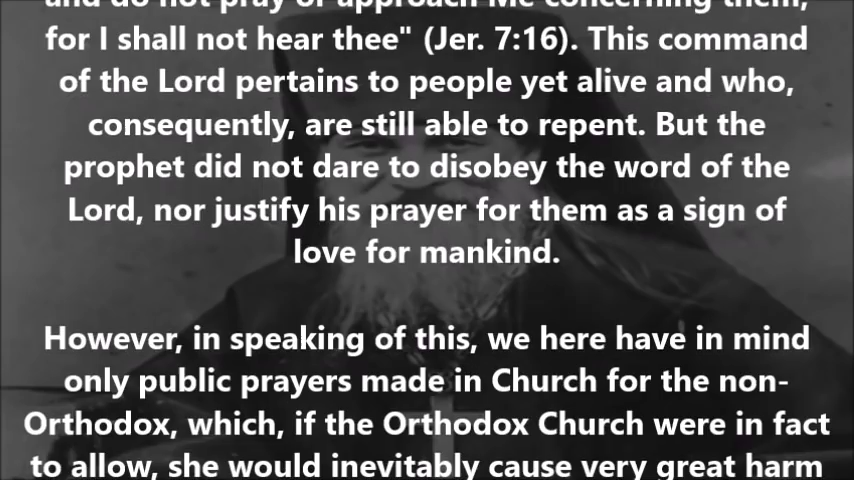 and do not pray or approach Me concerning them,
for I shall not hear thee" (Jer. 7:16). This command
of the Lord pertains to people yet alive and who,
consequently, are still able to repent. But the
prophet did not dare to disobey the word of the
Lord, nor justify his prayer for them as a sign of
love for mankind.
However, in speaking of this, we here have in mind
only public prayers made in Church for the non-
Orthodox, which, if the Orthodox Church were in fact
to allow, she would inevitably cause very great harm